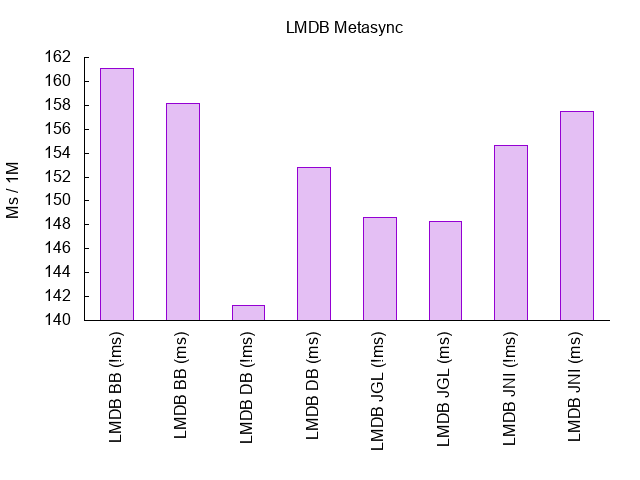 LMDB Metasync
Ms / 1M
162
160
158
156
154
152
150
148
146
144
142
140
LMDB BB (!ms)
LMDB BB (ms)
LMDB DB (!ms)
LMDB DB (ms)
LMDB JGL (!ms)
LMDB JGL (ms)
LMDB JNI (!ms)
LMDB JNI (ms)